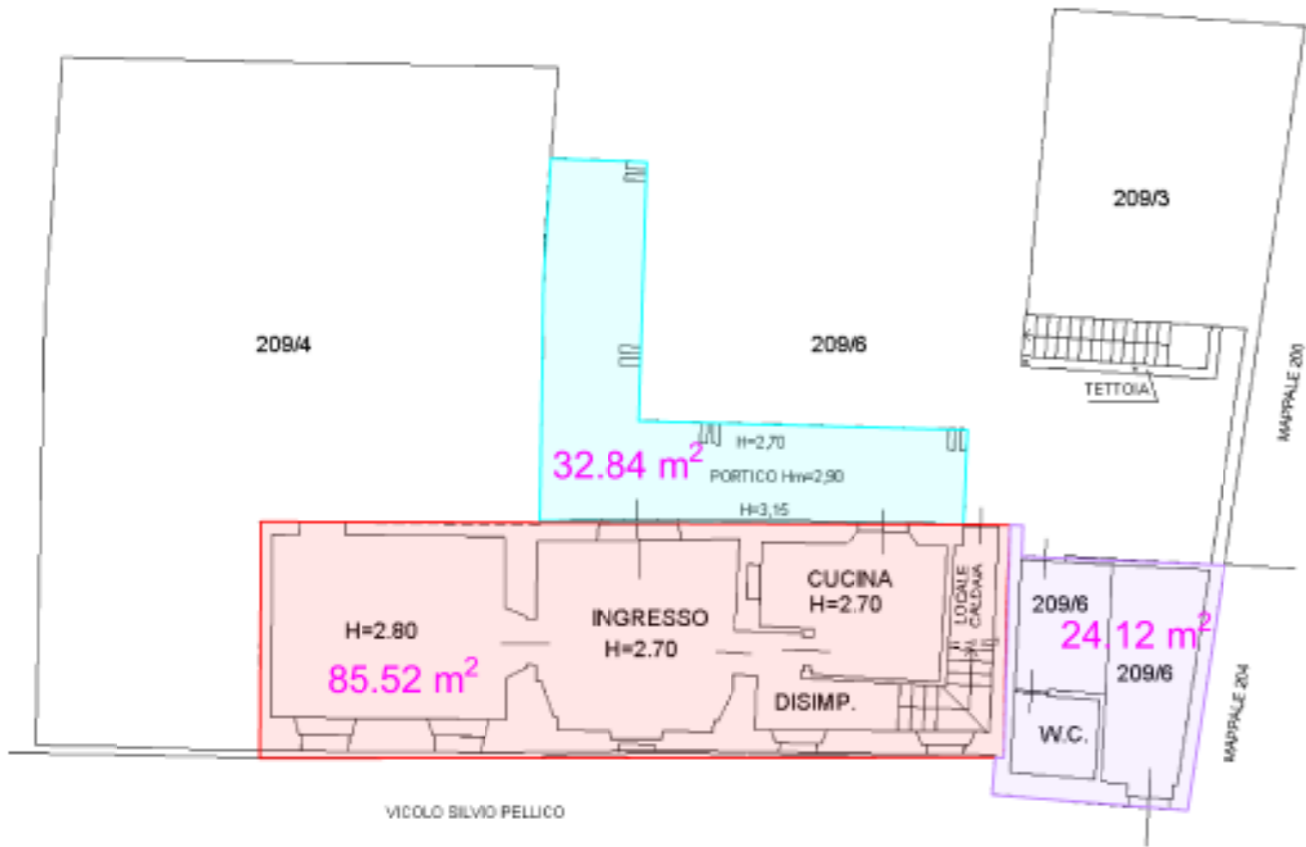 209/3
209/4
209/6
TETTOIA
MAPPALE 200
H=2,70
32.84 m²
PORTICO Hm=2,90
H=3,15
CUCINA
H=2.70
LOCALE
CALDAIA
209/6
INGRESSO
H=2.70
H=2.80
24.12 m²
85.52 m²
209/6
DISIMP.
W.C.
MAPPALE 204
VICOLO SILVIO PELLICO